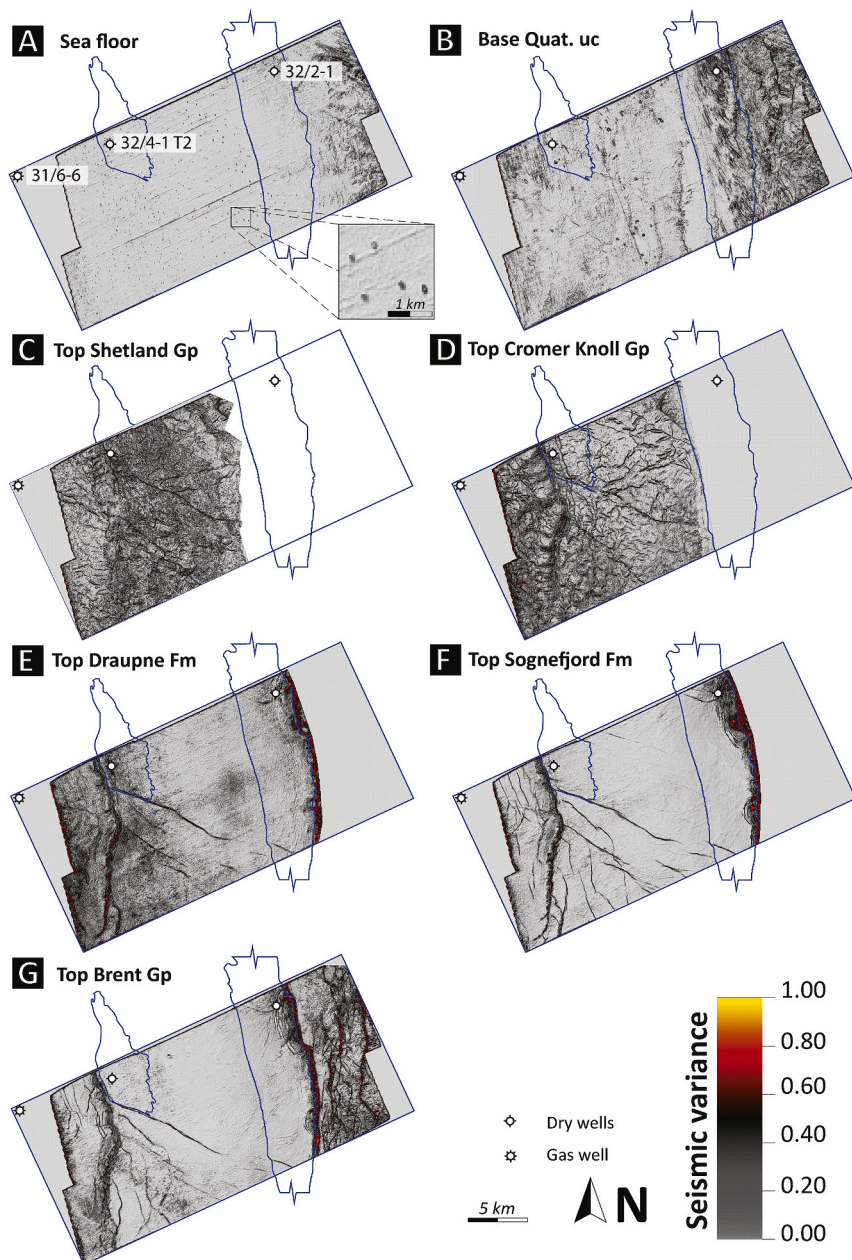 A Sea floor
32/2-1
32/4-1 T2
31/6-6
1 km
B Base Quat. uc
C Top Shetland Gp
D Top Cromer Knoll Gp
E Top Draupne Fm
F Top Sognefjord Fm
G Top Brent Gp
Dry wells
Gas well
5 km
N
Seismic variance
1.00
0.80
0.60
0.40
0.20
0.00